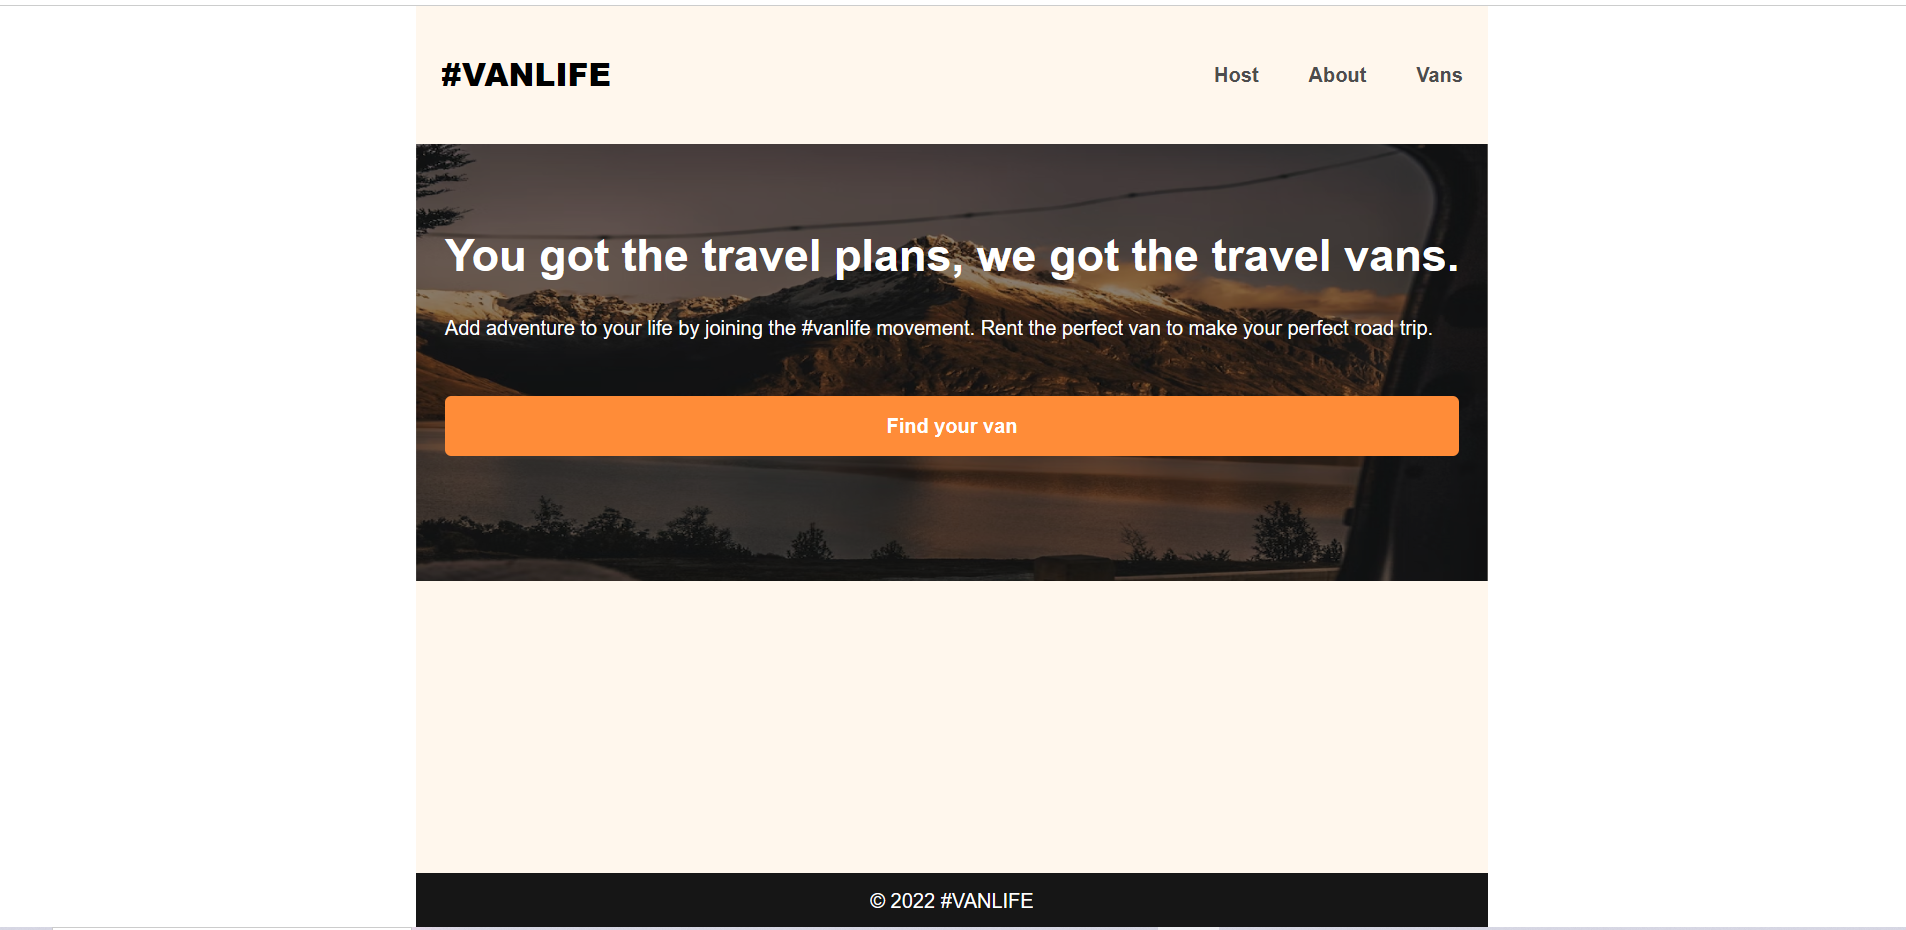 #VANLIFE
Host
About
Vans
You got the travel plans, we got the travel vans.
Add adventure to your life by joining the #vanlife movement. Rent the perfect van to make your perfect road trip.
Find your van
© 2022 #VANLIFE